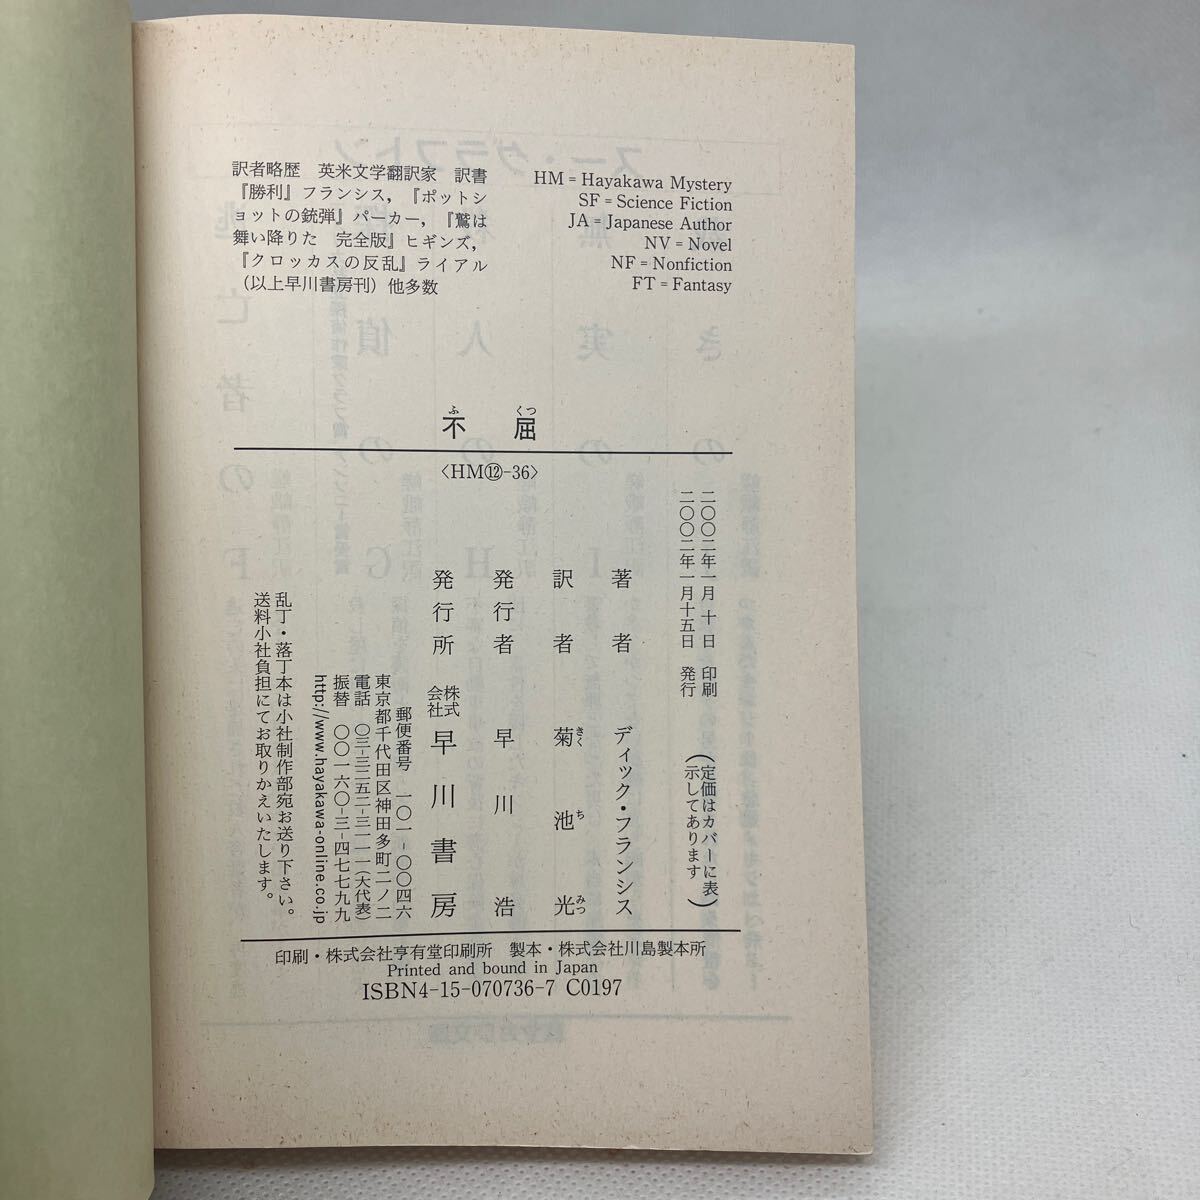 訳者略歴　英米文学翻訳家　訳書
『勝利』フランシス，『ポットシ
ョットの銃弾』パーカー，『鷲は
舞い降りた　完全版』ヒギンズ，
『クロッカスの反乱』ライアル
（以上早川書房刊）他多数
HM = Hayakawa Mystery
SF = Science Fiction
JA = Japanese Author
NV = Novel
NF = Nonfiction
FT = Fantasy
不屈
ふ くつ
〈HM⑫-36〉
二〇〇二年一月　十　日　印刷
二〇〇二年一月十五日　発行
（定価はカバーに表
示してあります）
著者　ディック・フランシス
訳者　菊池光
きく ち みつ
発行者　早川浩
発行所　株式会社　早川書房
郵便番号　一〇一-〇〇四六
東京都千代田区神田多町二ノ二
電話　〇三-三二五二-三一一一（大代表）
振替　〇〇一六〇-三-四七七九九
http://www.hayakawa-online.co.jp
乱丁・落丁本は小社制作部宛お送り下さい。
送料小社負担にてお取りかえいたします。
印刷・株式会社亨有堂印刷所　製本・株式会社川島製本所
Printed and bound in Japan
ISBN4-15-070736-7 C0197